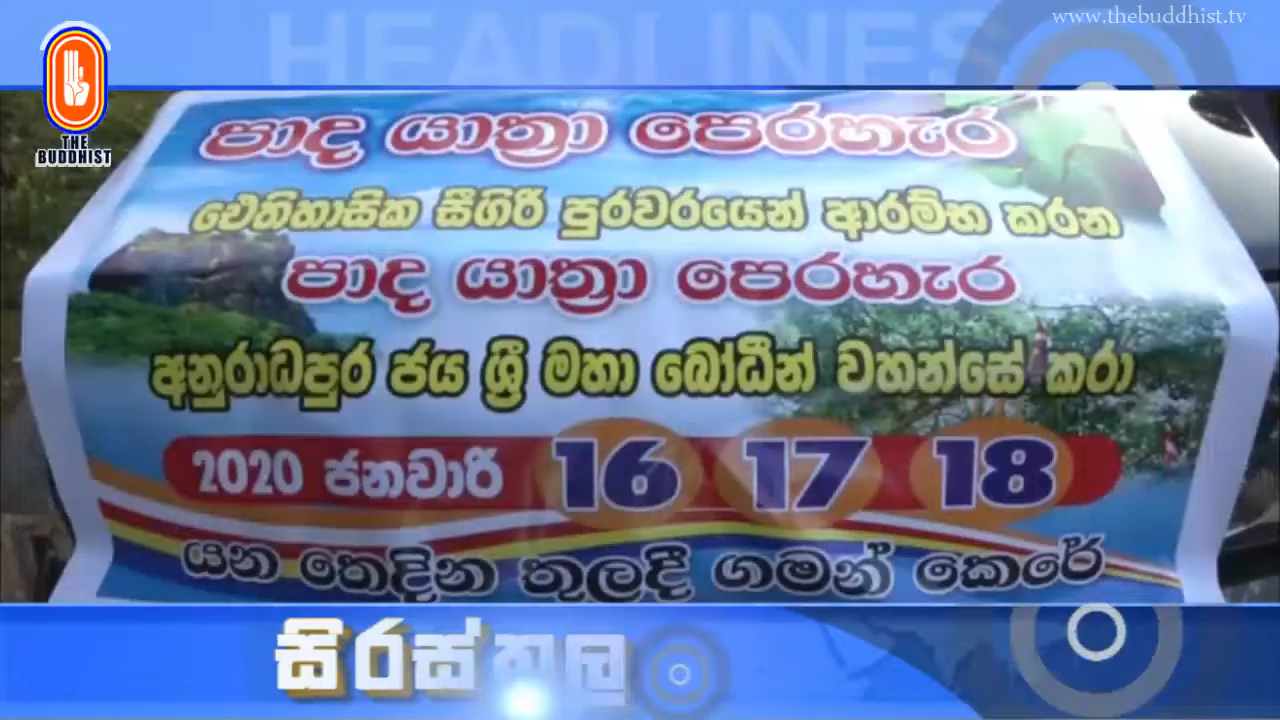 www.thebuddhist.tv
HEADLINES
THE
BUDDHIST
පාද යාත්‍රා පෙරහැර
ඓතිහාසික සීගිරි පුරවරයෙන් ආරම්භ කරන
පාද යාත්‍රා පෙරහැර
අනුරාධපුර ජය ශ්‍රී මහා බෝධීන් වහන්සේ කරා
2020 ජනවාරි 16 17 18
යන තෙදින තුලදී ගමන් කෙරේ
සිරස්තල